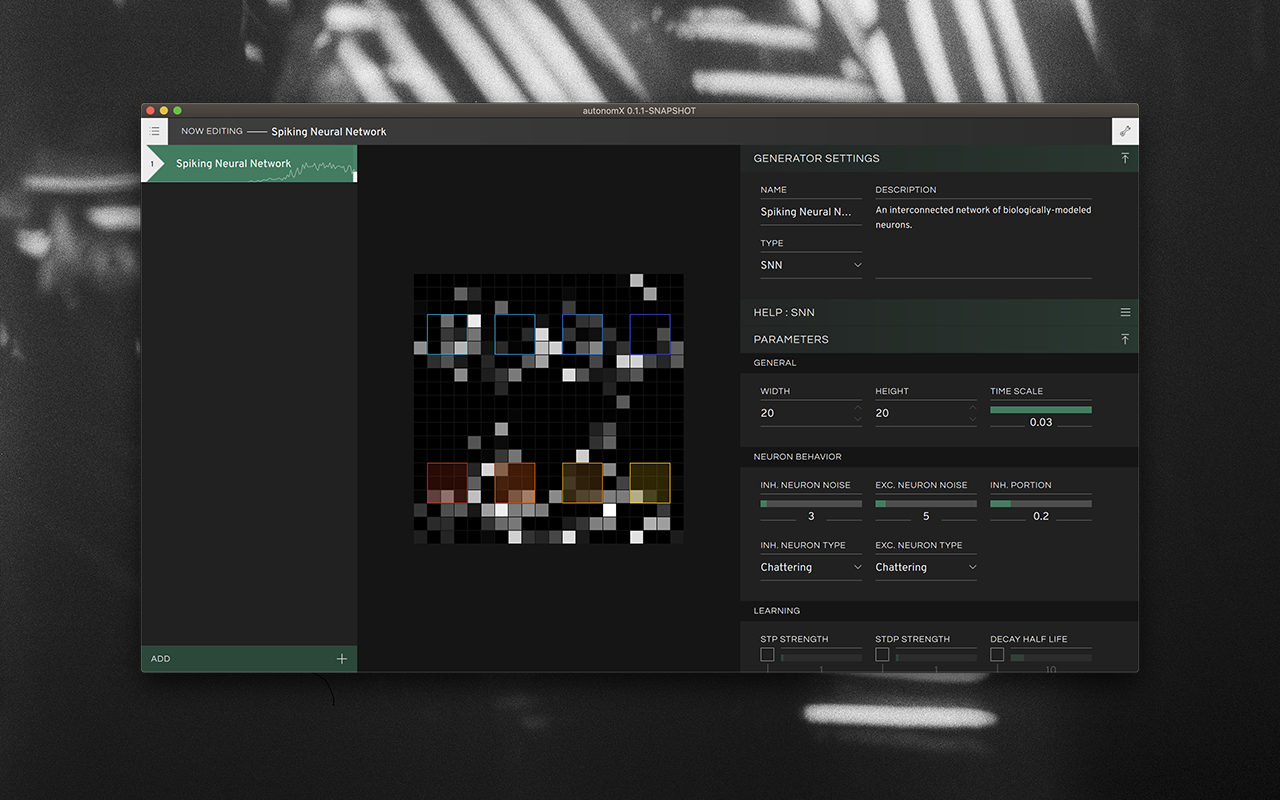 autonomX 0.1.1-SNAPSHOT
NOW EDITING —— Spiking Neural Network
1 Spiking Neural Network
ADD
GENERATOR SETTINGS
NAME DESCRIPTION
Spiking Neural N... An interconnected network of biologically-modeled
neurons.
TYPE
SNN
HELP : SNN
PARAMETERS
GENERAL
WIDTH HEIGHT TIME SCALE
20 20 0.03
NEURON BEHAVIOR
INH. NEURON NOISE EXC. NEURON NOISE INH. PORTION
3 5 0.2
INH. NEURON TYPE EXC. NEURON TYPE
Chattering Chattering
LEARNING
STP STRENGTH STDP STRENGTH DECAY HALF LIFE
1 1 10